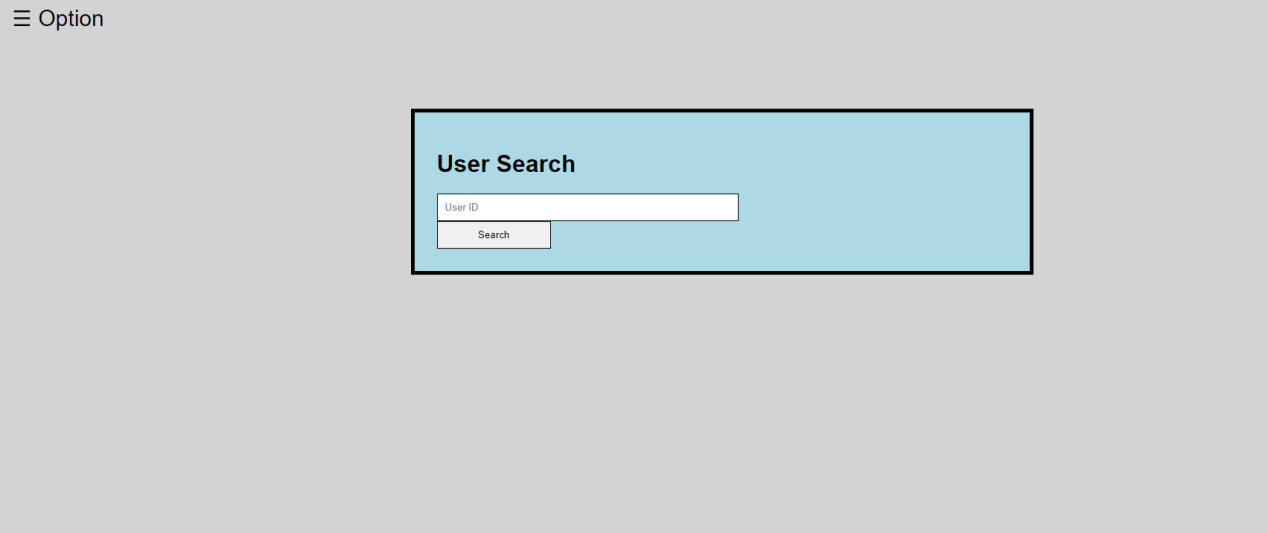 ☰ Option
User Search
User ID
Search